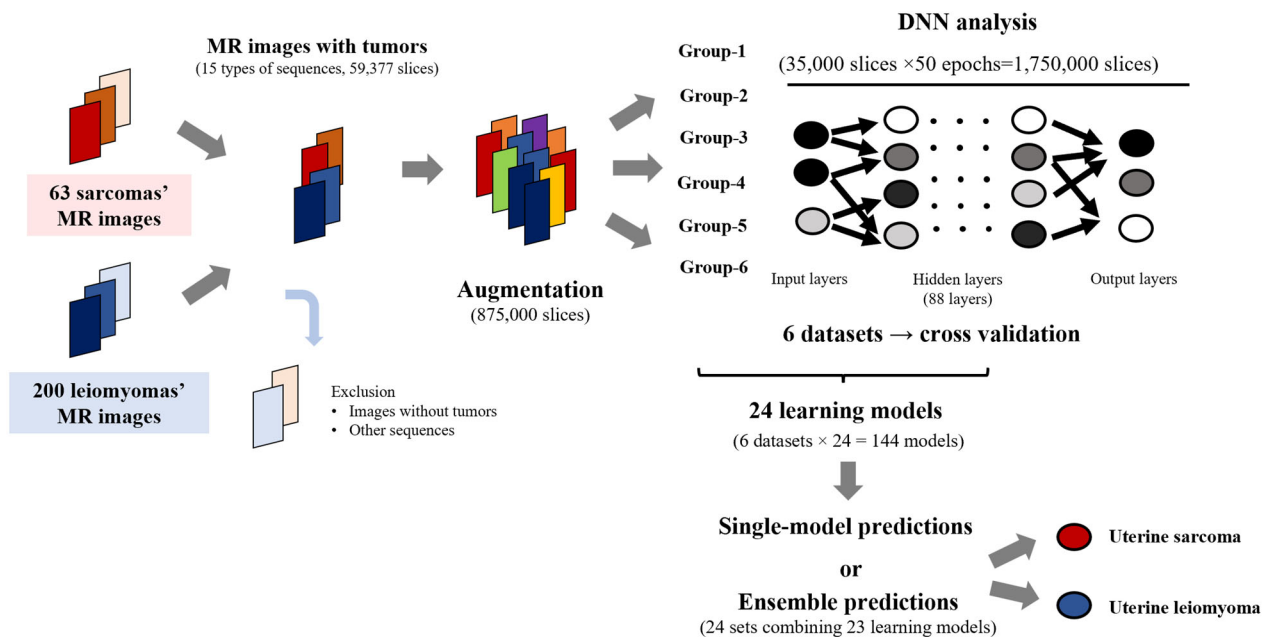 MR images with tumors
(15 types of sequences, 59,377 slices)
63 sarcomas’
MR images
200 leiomyomas’
MR images
Exclusion
• Images without tumors
• Other sequences
Augmentation
(875,000 slices)
Group-1
Group-2
Group-3
Group-4
Group-5
Group-6
DNN analysis
(35,000 slices ×50 epochs=1,750,000 slices)
Input layers
Hidden layers
(88 layers)
Output layers
6 datasets → cross validation
24 learning models
(6 datasets × 24 = 144 models)
Single-model predictions
or
Ensemble predictions
(24 sets combining 23 learning models)
Uterine sarcoma
Uterine leiomyoma